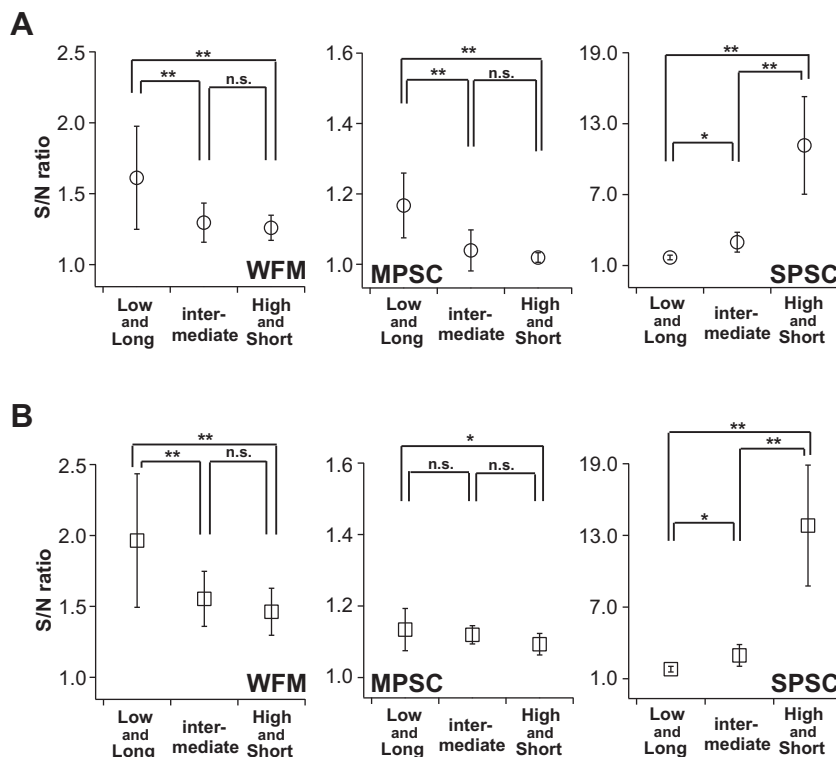 A
S/N ratio
2.5
2.0
1.5
1.0
**
**
n.s.
WFM
Low and Long
inter-mediate
High and Short
1.6
1.4
1.2
1.0
**
**
n.s.
MPSC
Low and Long
inter-mediate
High and Short
19.0
13.0
7.0
1.0
**
**
*
SPSC
Low and Long
inter-mediate
High and Short
B
S/N ratio
2.5
2.0
1.5
1.0
**
**
n.s.
WFM
Low and Long
inter-mediate
High and Short
1.6
1.4
1.2
1.0
*
n.s.
n.s.
MPSC
Low and Long
inter-mediate
High and Short
19.0
13.0
7.0
1.0
**
**
*
SPSC
Low and Long
inter-mediate
High and Short